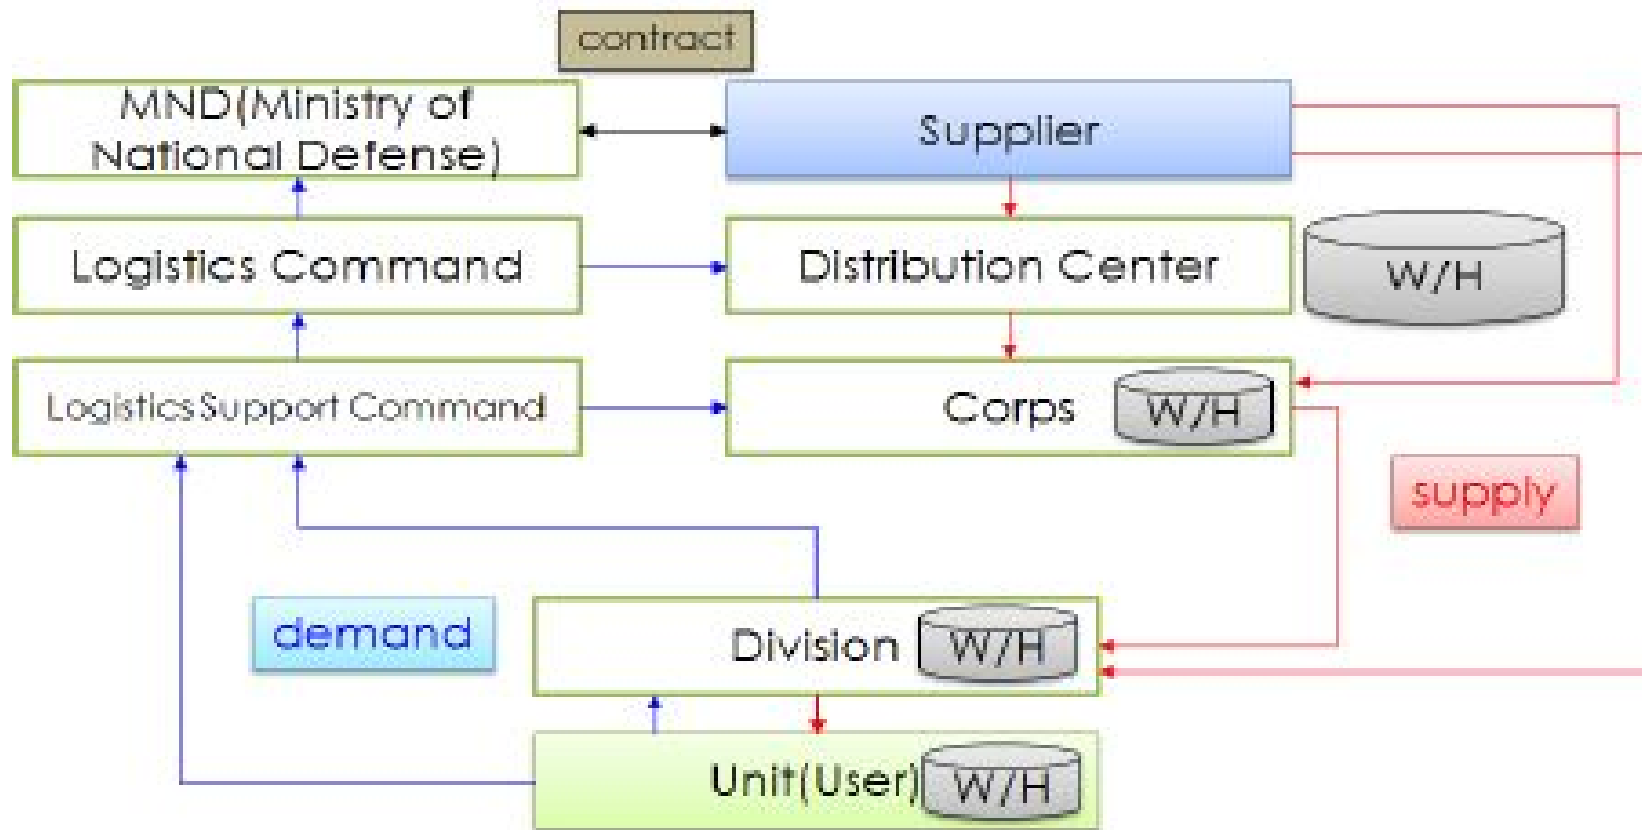 contract
MND(Ministry of
National Defense)
Supplier
Logistics Command
Distribution Center
W/H
Logistics Support Command
Corps
W/H
supply
demand
Division
W/H
Unit(User)
W/H